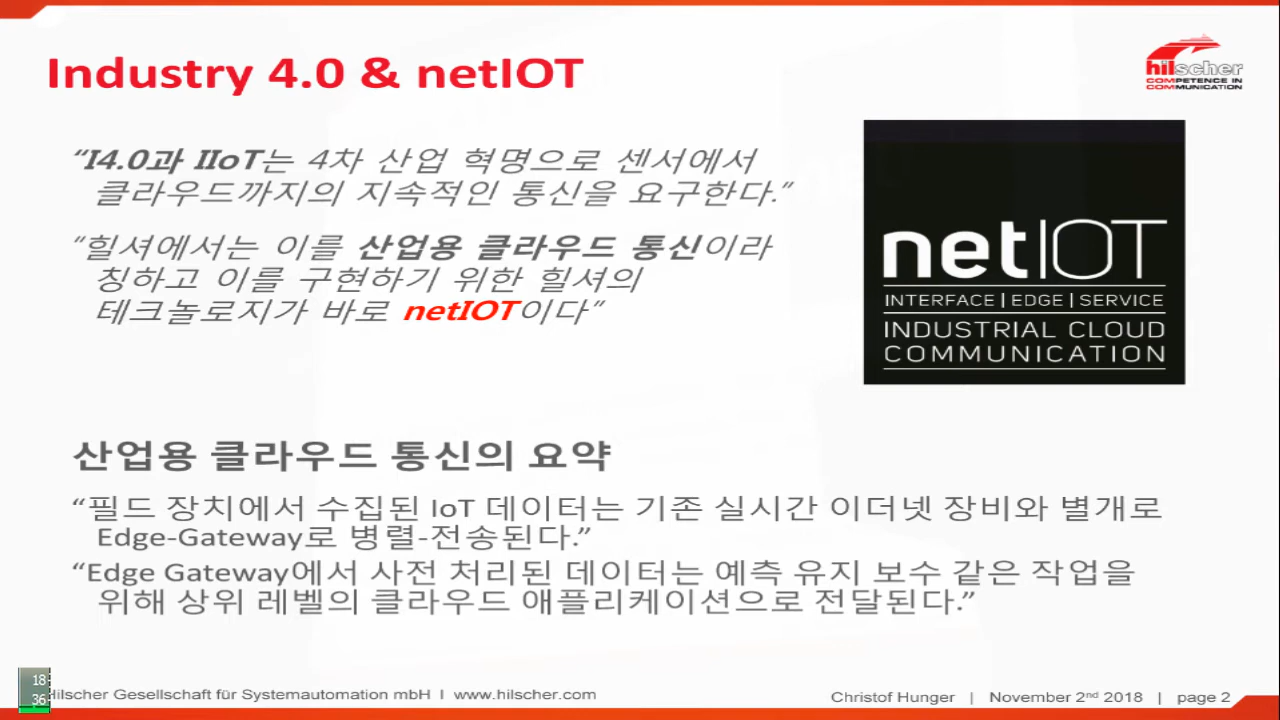 Industry 4.0 & netIOT
hilscher
COMPETENCE IN
COMMUNICATION
“I4.0과 IIoT는 4차 산업 혁명으로 센서에서
클라우드까지의 지속적인 통신을 요구한다.“
“힐셔에서는 이를 산업용 클라우드 통신이라
칭하고 이를 구현하기 위한 힐셔의
테크놀로지가 바로 netIOT이다“
netIOT
INTERFACE | EDGE | SERVICE
INDUSTRIAL CLOUD
COMMUNICATION
산업용 클라우드 통신의 요약
“필드 장치에서 수집된 IoT 데이터는 기존 실시간 이더넷 장비와 별개로
Edge-Gateway로 병렬-전송된다.”
“Edge Gateway에서 사전 처리된 데이터는 예측 유지 보수 같은 작업을
위해 상위 레벨의 클라우드 애플리케이션으로 전달된다.”
18
36
Hilscher Gesellschaft für Systemautomation mbH | www.hilscher.com
Christof Hunger | November 2nd 2018 | page 2